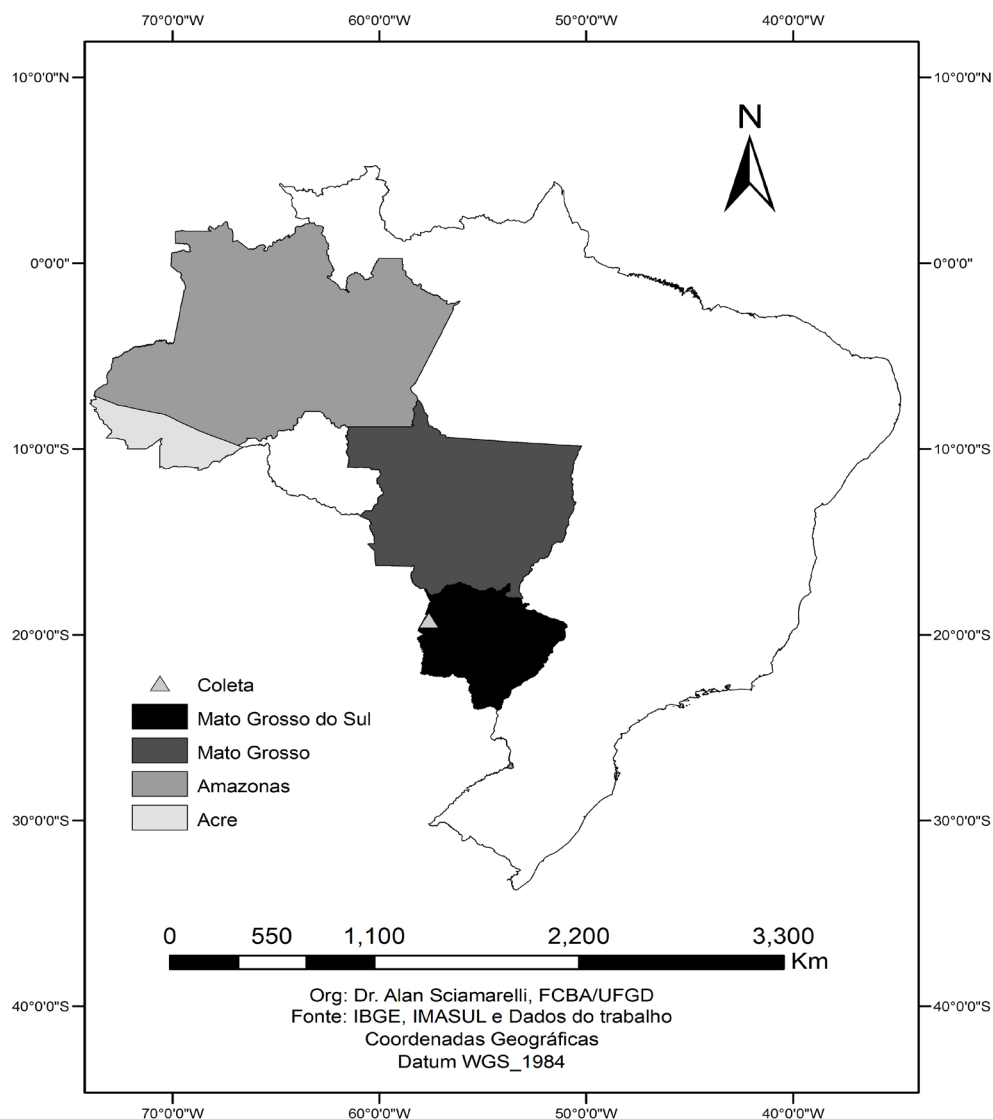 70°0'0"W 60°0'0"W 50°0'0"W 40°0'0"W
10°0'0"N 10°0'0"N
N
0°0'0" 0°0'0"
10°0'0"S 10°0'0"S
20°0'0"S 20°0'0"S
Coleta
Mato Grosso do Sul
Mato Grosso
Amazonas
Acre
30°0'0"S 30°0'0"S
0 550 1,100 2,200 3,300
Km
Org: Dr. Alan Sciamarelli, FCBA/UFGD
Fonte: IBGE, IMASUL e Dados do trabalho
40°0'0"S 40°0'0"S
Coordenadas Geográficas
Datum WGS_1984
70°0'0"W 60°0'0"W 50°0'0"W 40°0'0"W